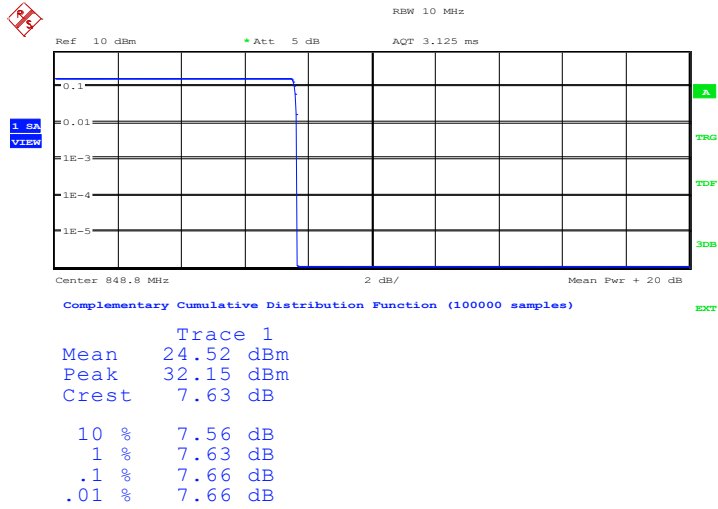 R S
RBW 10 MHz
Ref 10 dBm * Att 5 dB AQT 3.125 ms
0.1
A
0.01
1 SA
VIEW
TRG
1E-3
TDF
1E-4
1E-5
3DB
Center 848.8 MHz 2 dB/ Mean Pwr + 20 dB
Complementary Cumulative Distribution Function (100000 samples)
EXT
Trace 1
Mean 24.52 dBm
Peak 32.15 dBm
Crest 7.63 dB
10 % 7.56 dB
1 % 7.63 dB
.1 % 7.66 dB
.01 % 7.66 dB